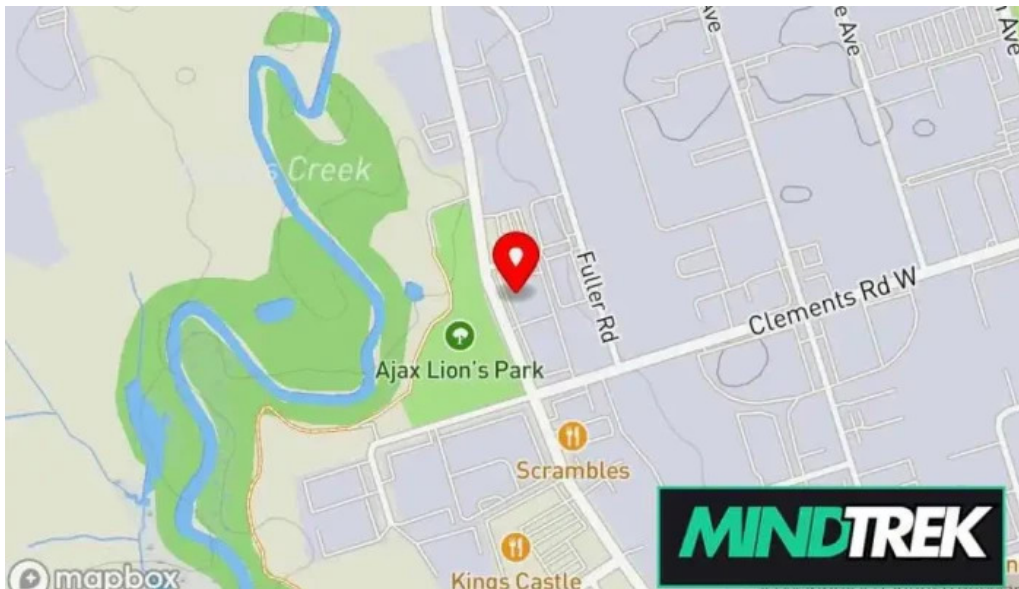 Ave
e Ave
Ave
s Creek
Fuller Rd
Clements Rd W
Ajax Lion's Park
Scrambles
MINDTREK
Kings Castle
mapbox